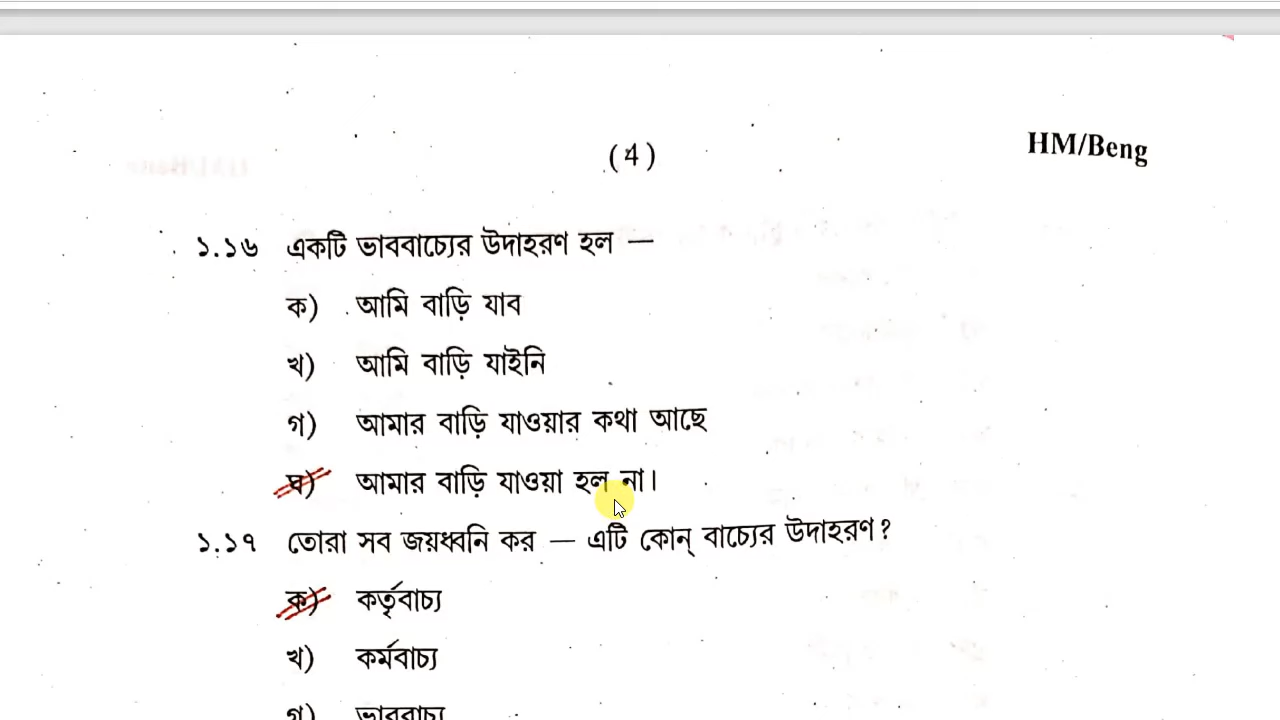 (4)
HM/Beng
১.১৬ একটি ভাববাচ্যের উদাহরণ হল —
ক) আমি বাড়ি যাব
খ) আমি বাড়ি যাইনি
গ) আমার বাড়ি যাওয়ার কথা আছে
ঘ) আমার বাড়ি যাওয়া হল না।
১.১৭ তোরা সব জয়ধ্বনি কর — এটি কোন্ বাচ্যের উদাহরণ?
ক) কর্তৃবাচ্য
খ) কর্মবাচ্য
গ) ভাববাচ্য